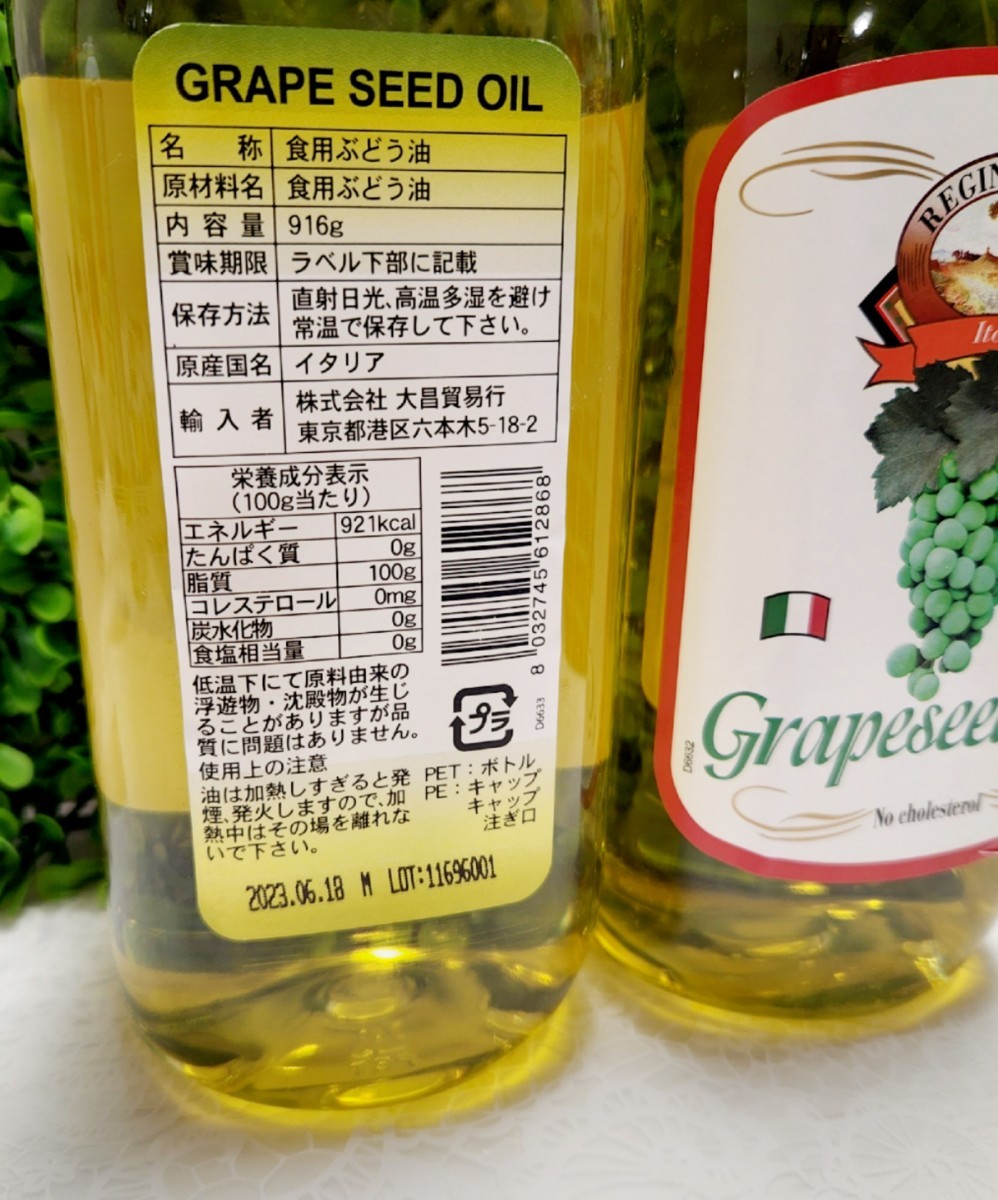 GRAPE SEED OIL
名 称 食用ぶどう油
原材料名 食用ぶどう油
内 容 量 916g
賞味期限 ラベル下部に記載
保存方法 直射日光、高温多湿を避け
常温で保存して下さい。
原産国名 イタリア
輸 入 者 株式会社 大昌貿易行
東京都港区六本木5-18-2
栄養成分表示
(100g当たり)
エネルギー 921kcal
たんぱく質 0g
脂質 100g
コレステロール 0mg
炭水化物 0g
食塩相当量 0g
8 032745 612868
低温下にて原料由来の
浮遊物・沈殿物が生じ
ることがありますが品
質に問題はありません。
使用上の注意
油は加熱しすぎると発
煙、発火しますので、加
熱中はその場を離れな
いで下さい。
プラ
D6633
PET:ボトル
PE:キャップ
キャップ
注ぎ口
2023.06.18 M LOT:11696001
REGIN
Ita
Grapesee
No cholesterol
D6632